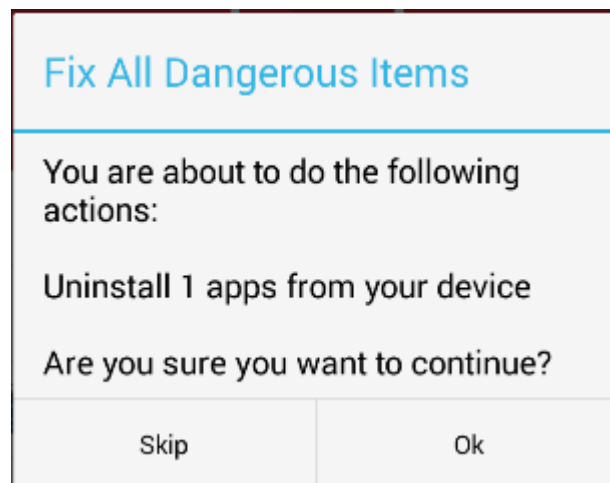 Fix All Dangerous Items
You are about to do the following
actions:
Uninstall 1 apps from your device
Are you sure you want to continue?
Skip
Ok